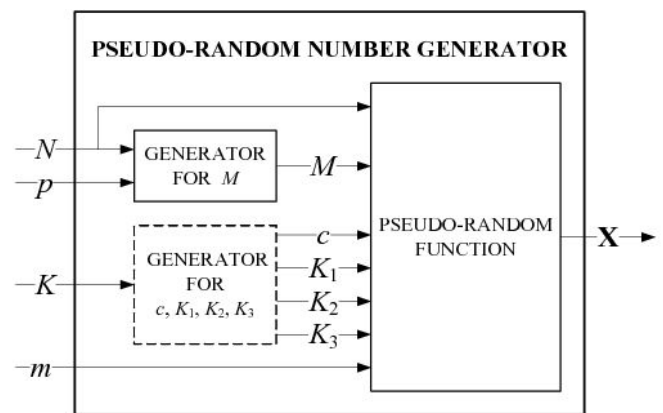 PSEUDO-RANDOM NUMBER GENERATOR
N
p
GENERATOR
FOR M
M
K
GENERATOR
FOR
c, K₁, K₂, K₃
c
K₁
K₂
K₃
m
PSEUDO-RANDOM
FUNCTION
X